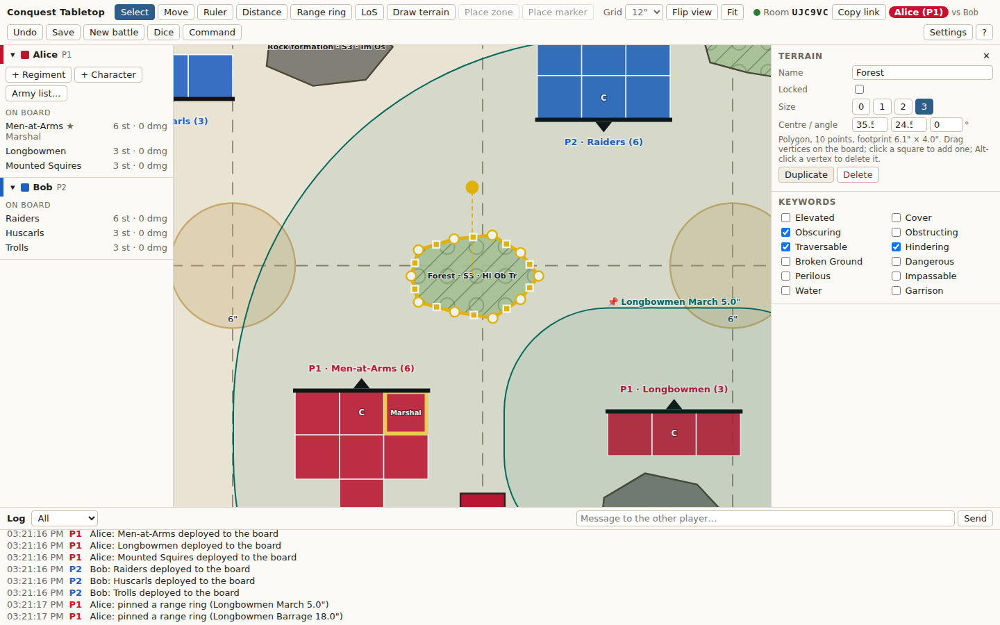 Conquest Tabletop Select Move Ruler Distance Range ring LoS Draw terrain Place zone Place marker Grid 12" Flip view Fit Room UJC9VC Copy link Alice (P1) vs Bob
Undo Save New battle Dice Command Settings ?
▾ Alice P1
+ Regiment + Character
Army list…
ON BOARD
Men-at-Arms ★ 6 st · 0 dmg
Marshal
Longbowmen 3 st · 0 dmg
Mounted Squires 3 st · 0 dmg
▾ Bob P2
ON BOARD
Raiders 6 st · 0 dmg
Huscarls 3 st · 0 dmg
Trolls 3 st · 0 dmg
Rock formation · S3 · Im Os
C
arls (3)
P2 · Raiders (6)
Forest · S3 · Hi Ob Tr
📌 Longbowmen March 5.0"
6"
6"
P1 · Men-at-Arms (6)
C
Marshal
P1 · Longbowmen (3)
C
TERRAIN ✕
Name Forest
Locked
Size 0 1 2 3
Centre / angle 35.5 24.5 0 °
Polygon, 10 points, footprint 6.1" × 4.0". Drag
vertices on the board; click a square to add one; Alt-
click a vertex to delete it.
Duplicate Delete
KEYWORDS
Elevated Cover
Obscuring Obstructing
Traversable Hindering
Broken Ground Dangerous
Perilous Impassable
Water Garrison
Log All Message to the other player… Send
03:21:16 PM P1 Alice: Men-at-Arms deployed to the board
03:21:16 PM P1 Alice: Longbowmen deployed to the board
03:21:16 PM P1 Alice: Mounted Squires deployed to the board
03:21:16 PM P2 Bob: Raiders deployed to the board
03:21:16 PM P2 Bob: Huscarls deployed to the board
03:21:16 PM P2 Bob: Trolls deployed to the board
03:21:17 PM P1 Alice: pinned a range ring (Longbowmen March 5.0")
03:21:17 PM P1 Alice: pinned a range ring (Longbowmen Barrage 18.0")